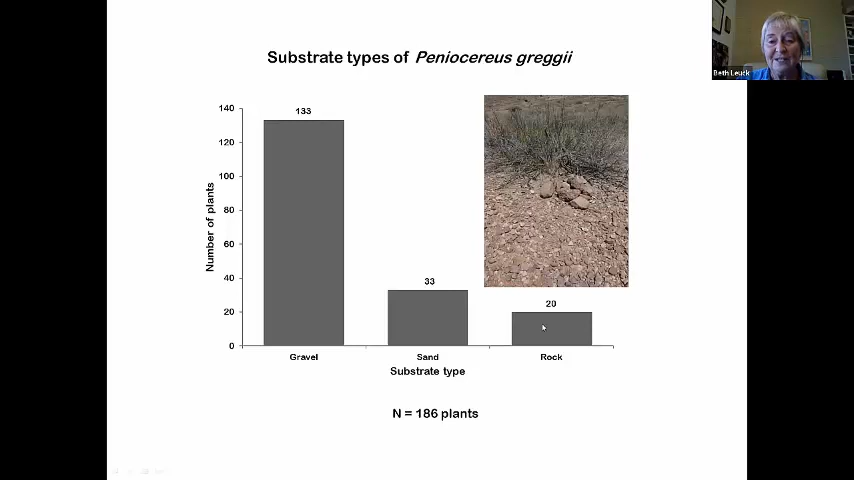 Substrate types of Peniocereus greggii
Beth Leuck
Number of plants
140
120
100
80
60
40
20
0
133
33
20
Gravel
Sand
Rock
Substrate type
N = 186 plants